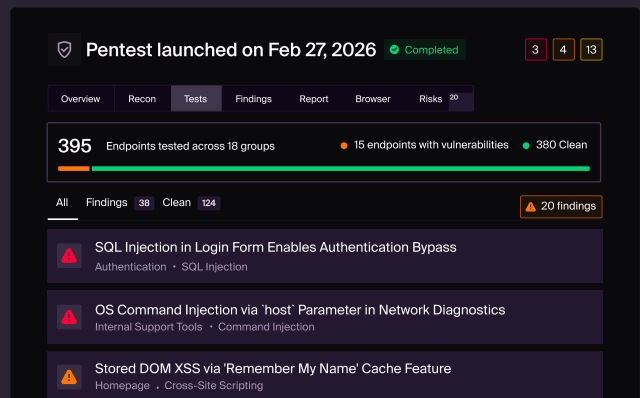 Pentest launched on Feb 27, 2026 Completed 3 4 13
Overview Recon Tests Findings Report Browser Risks 20
395 Endpoints tested across 18 groups 15 endpoints with vulnerabilities 380 Clean
All Findings 38 Clean 124 20 findings
SQL Injection in Login Form Enables Authentication Bypass
Authentication • SQL Injection
OS Command Injection via `host` Parameter in Network Diagnostics
Internal Support Tools • Command Injection
Stored DOM XSS via 'Remember My Name' Cache Feature
Homepage • Cross-Site Scripting